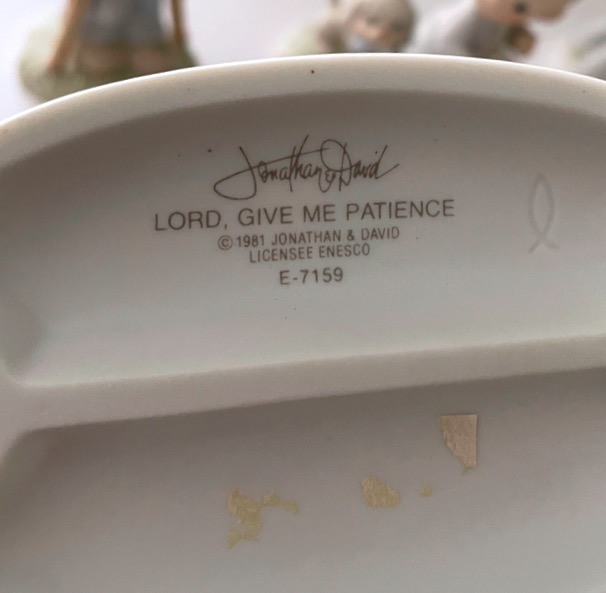 Jonathan & David
LORD, GIVE ME PATIENCE
© 1981 JONATHAN & DAVID
LICENSEE ENESCO
E-7159